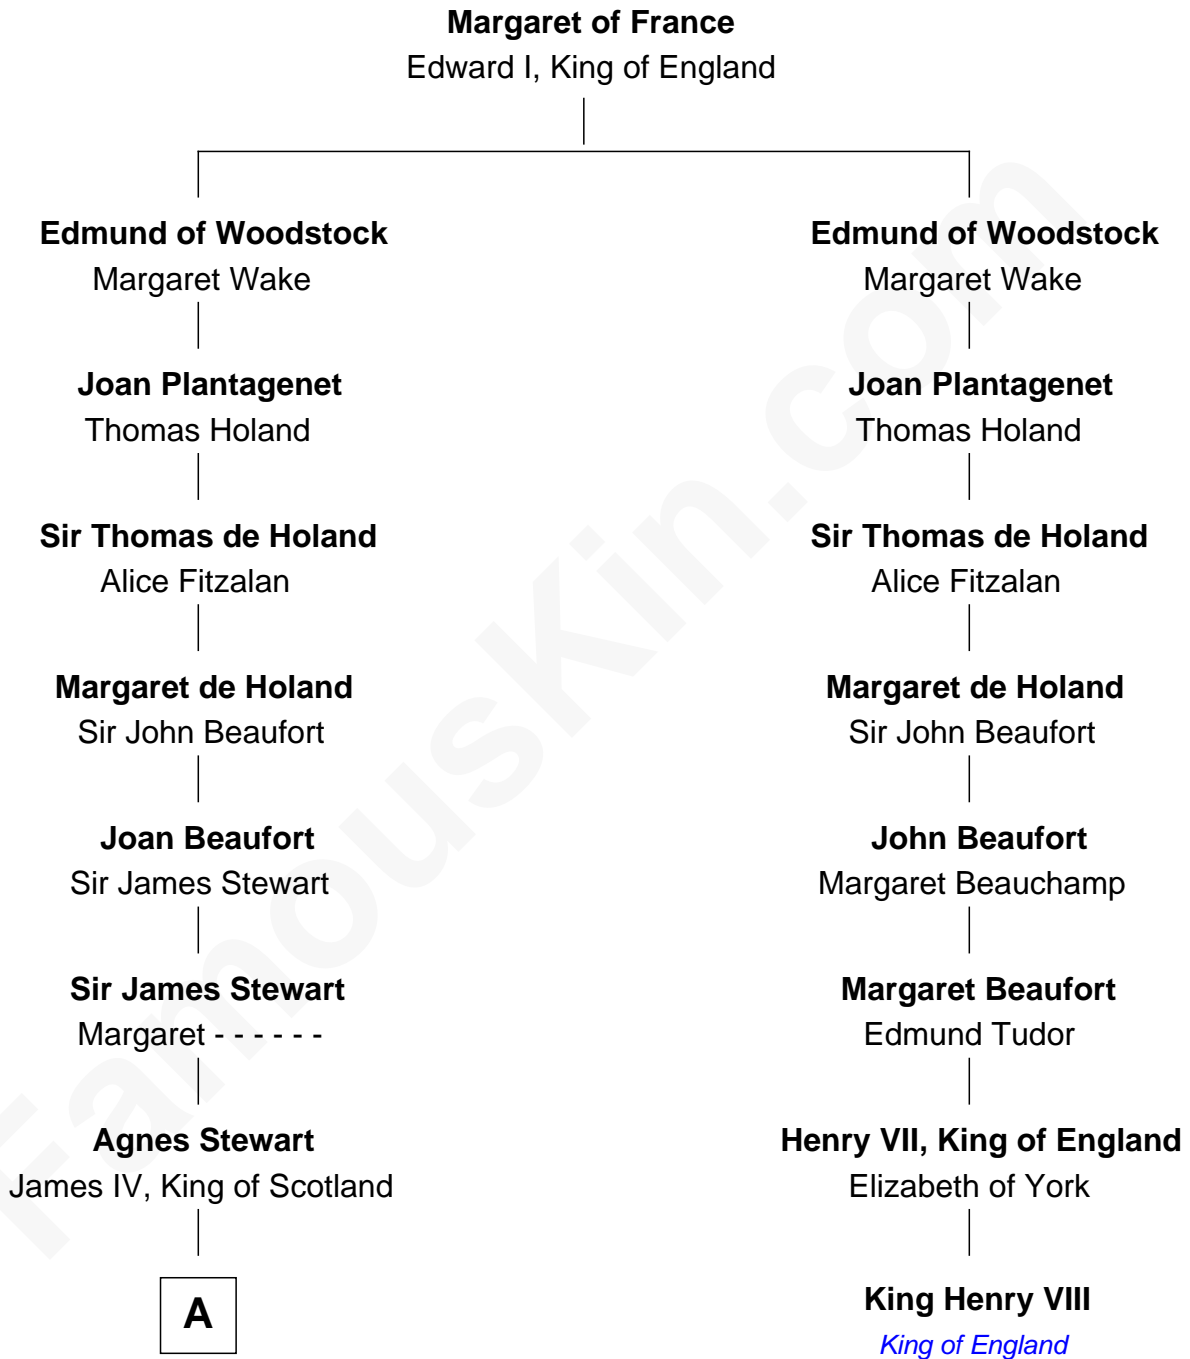 Margaret of France
Edward I, King of England
Edmund of Woodstock
Margaret Wake
Joan Plantagenet
Thomas Holand
Sir Thomas de Holand
Alice Fitzalan
Margaret de Holand
Sir John Beaufort
Joan Beaufort
Sir James Stewart
Sir James Stewart
Margaret - - - - - -
Agnes Stewart
James IV, King of Scotland
A
Edmund of Woodstock
Margaret Wake
Joan Plantagenet
Thomas Holand
Sir Thomas de Holand
Alice Fitzalan
Margaret de Holand
Sir John Beaufort
John Beaufort
Margaret Beauchamp
Margaret Beaufort
Edmund Tudor
Henry VII, King of England
Elizabeth of York
King Henry VIII
King of England
FamousKin.com